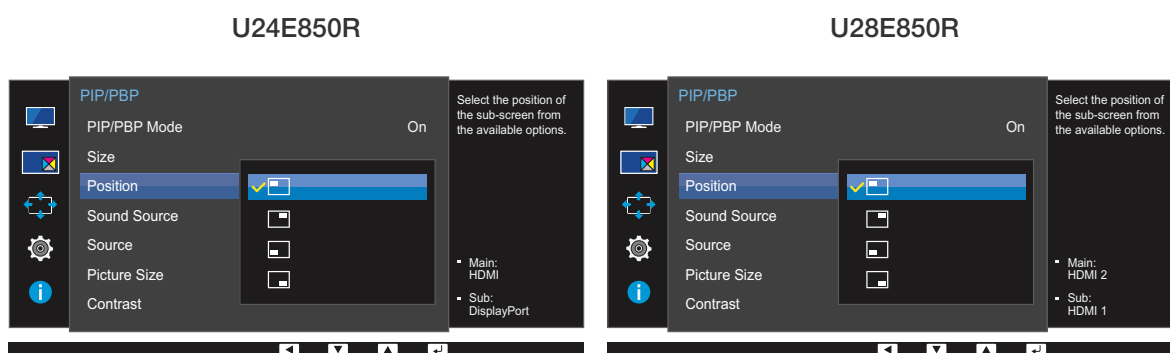 U24E850R
PIP/PBP
PIP/PBP Mode On
Size
Position
Sound Source
Source
Picture Size
Contrast
Select the position of
the sub-screen from
the available options.
Main:
HDMI
Sub:
DisplayPort
U28E850R
PIP/PBP
PIP/PBP Mode On
Size
Position
Sound Source
Source
Picture Size
Contrast
Select the position of
the sub-screen from
the available options.
Main:
HDMI 2
Sub:
HDMI 1